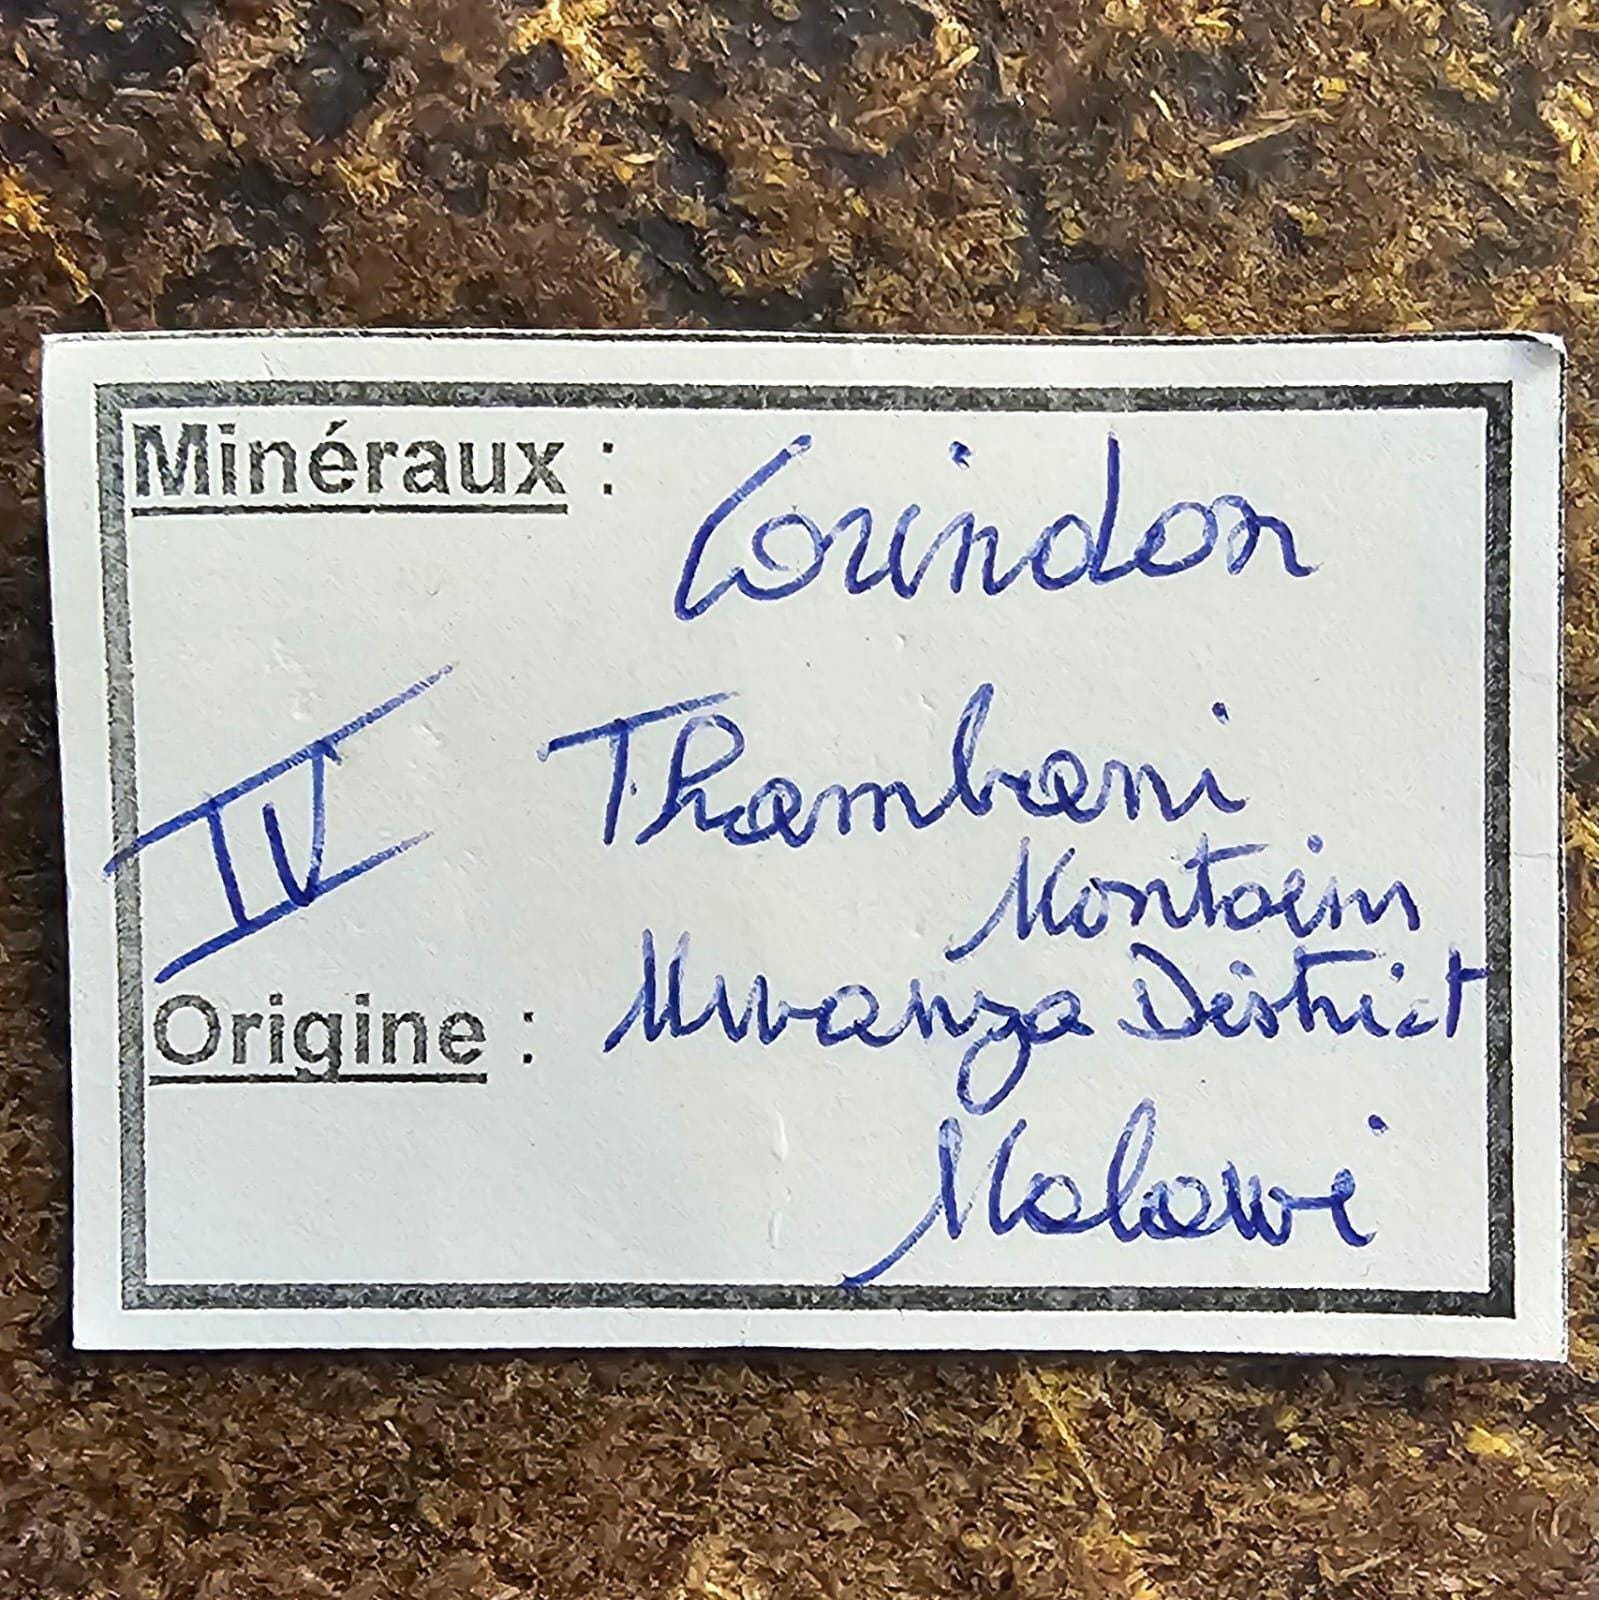 Minéraux : Corindon
IV
Thambani
Montain
Origine : Mwanza District
Malawi